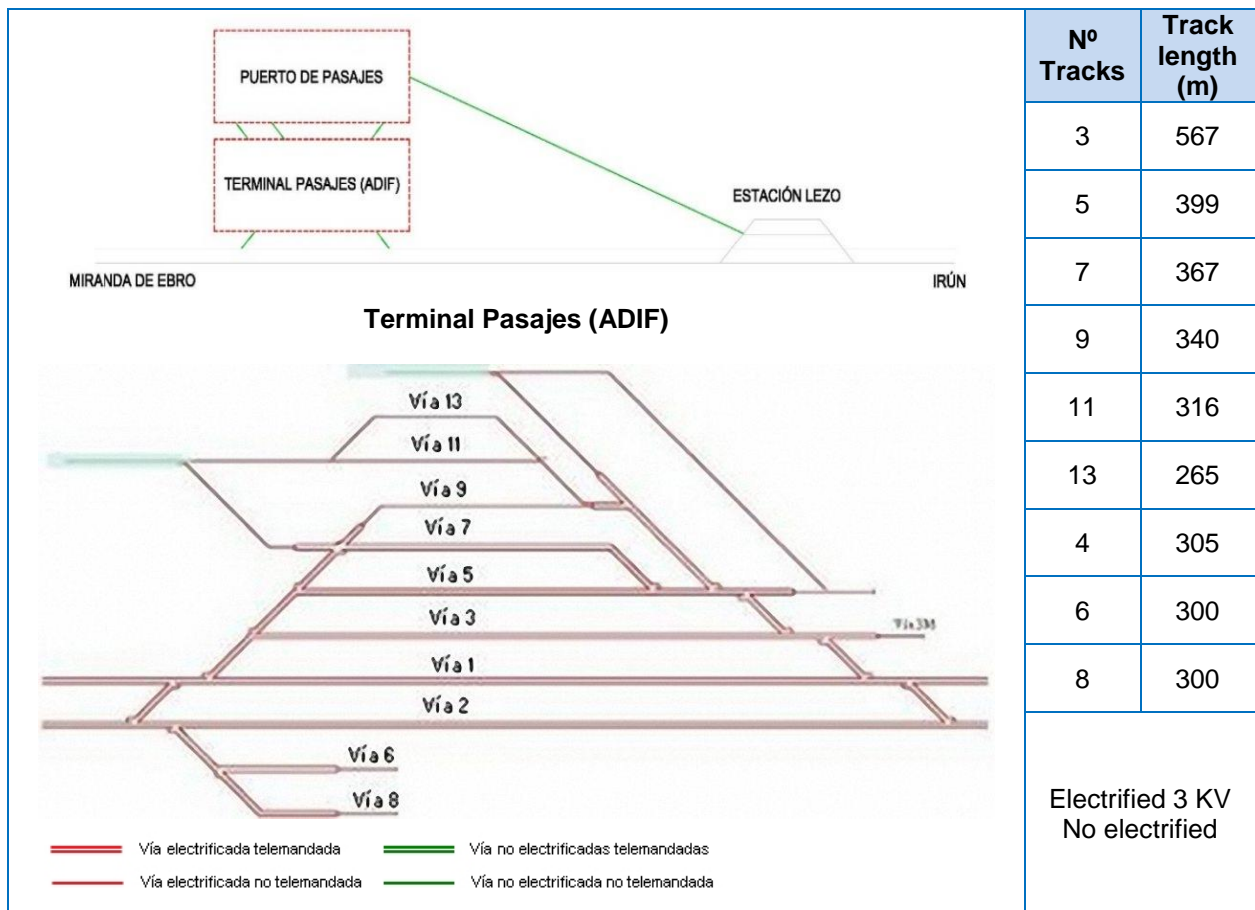 PUERTO DE PASAJES
TERMINAL PASAJES (ADIF)
ESTACIÓN LEZO
MIRANDA DE EBRO
IRÚN
Terminal Pasajes (ADIF)
Vía 13
Vía 11
Vía 9
Vía 7
Vía 5
Vía 3
Vía 1
Vía 2
Vía 6
Vía 8
Vía electrificada telemandada
Vía no electrificadas telemandadas
Vía electrificada no telemandada
Vía no electrificada no telemandada
Nº Tracks
Track length (m)
3 567
5 399
7 367
9 340
11 316
13 265
4 305
6 300
8 300
Electrified 3 KV
No electrified